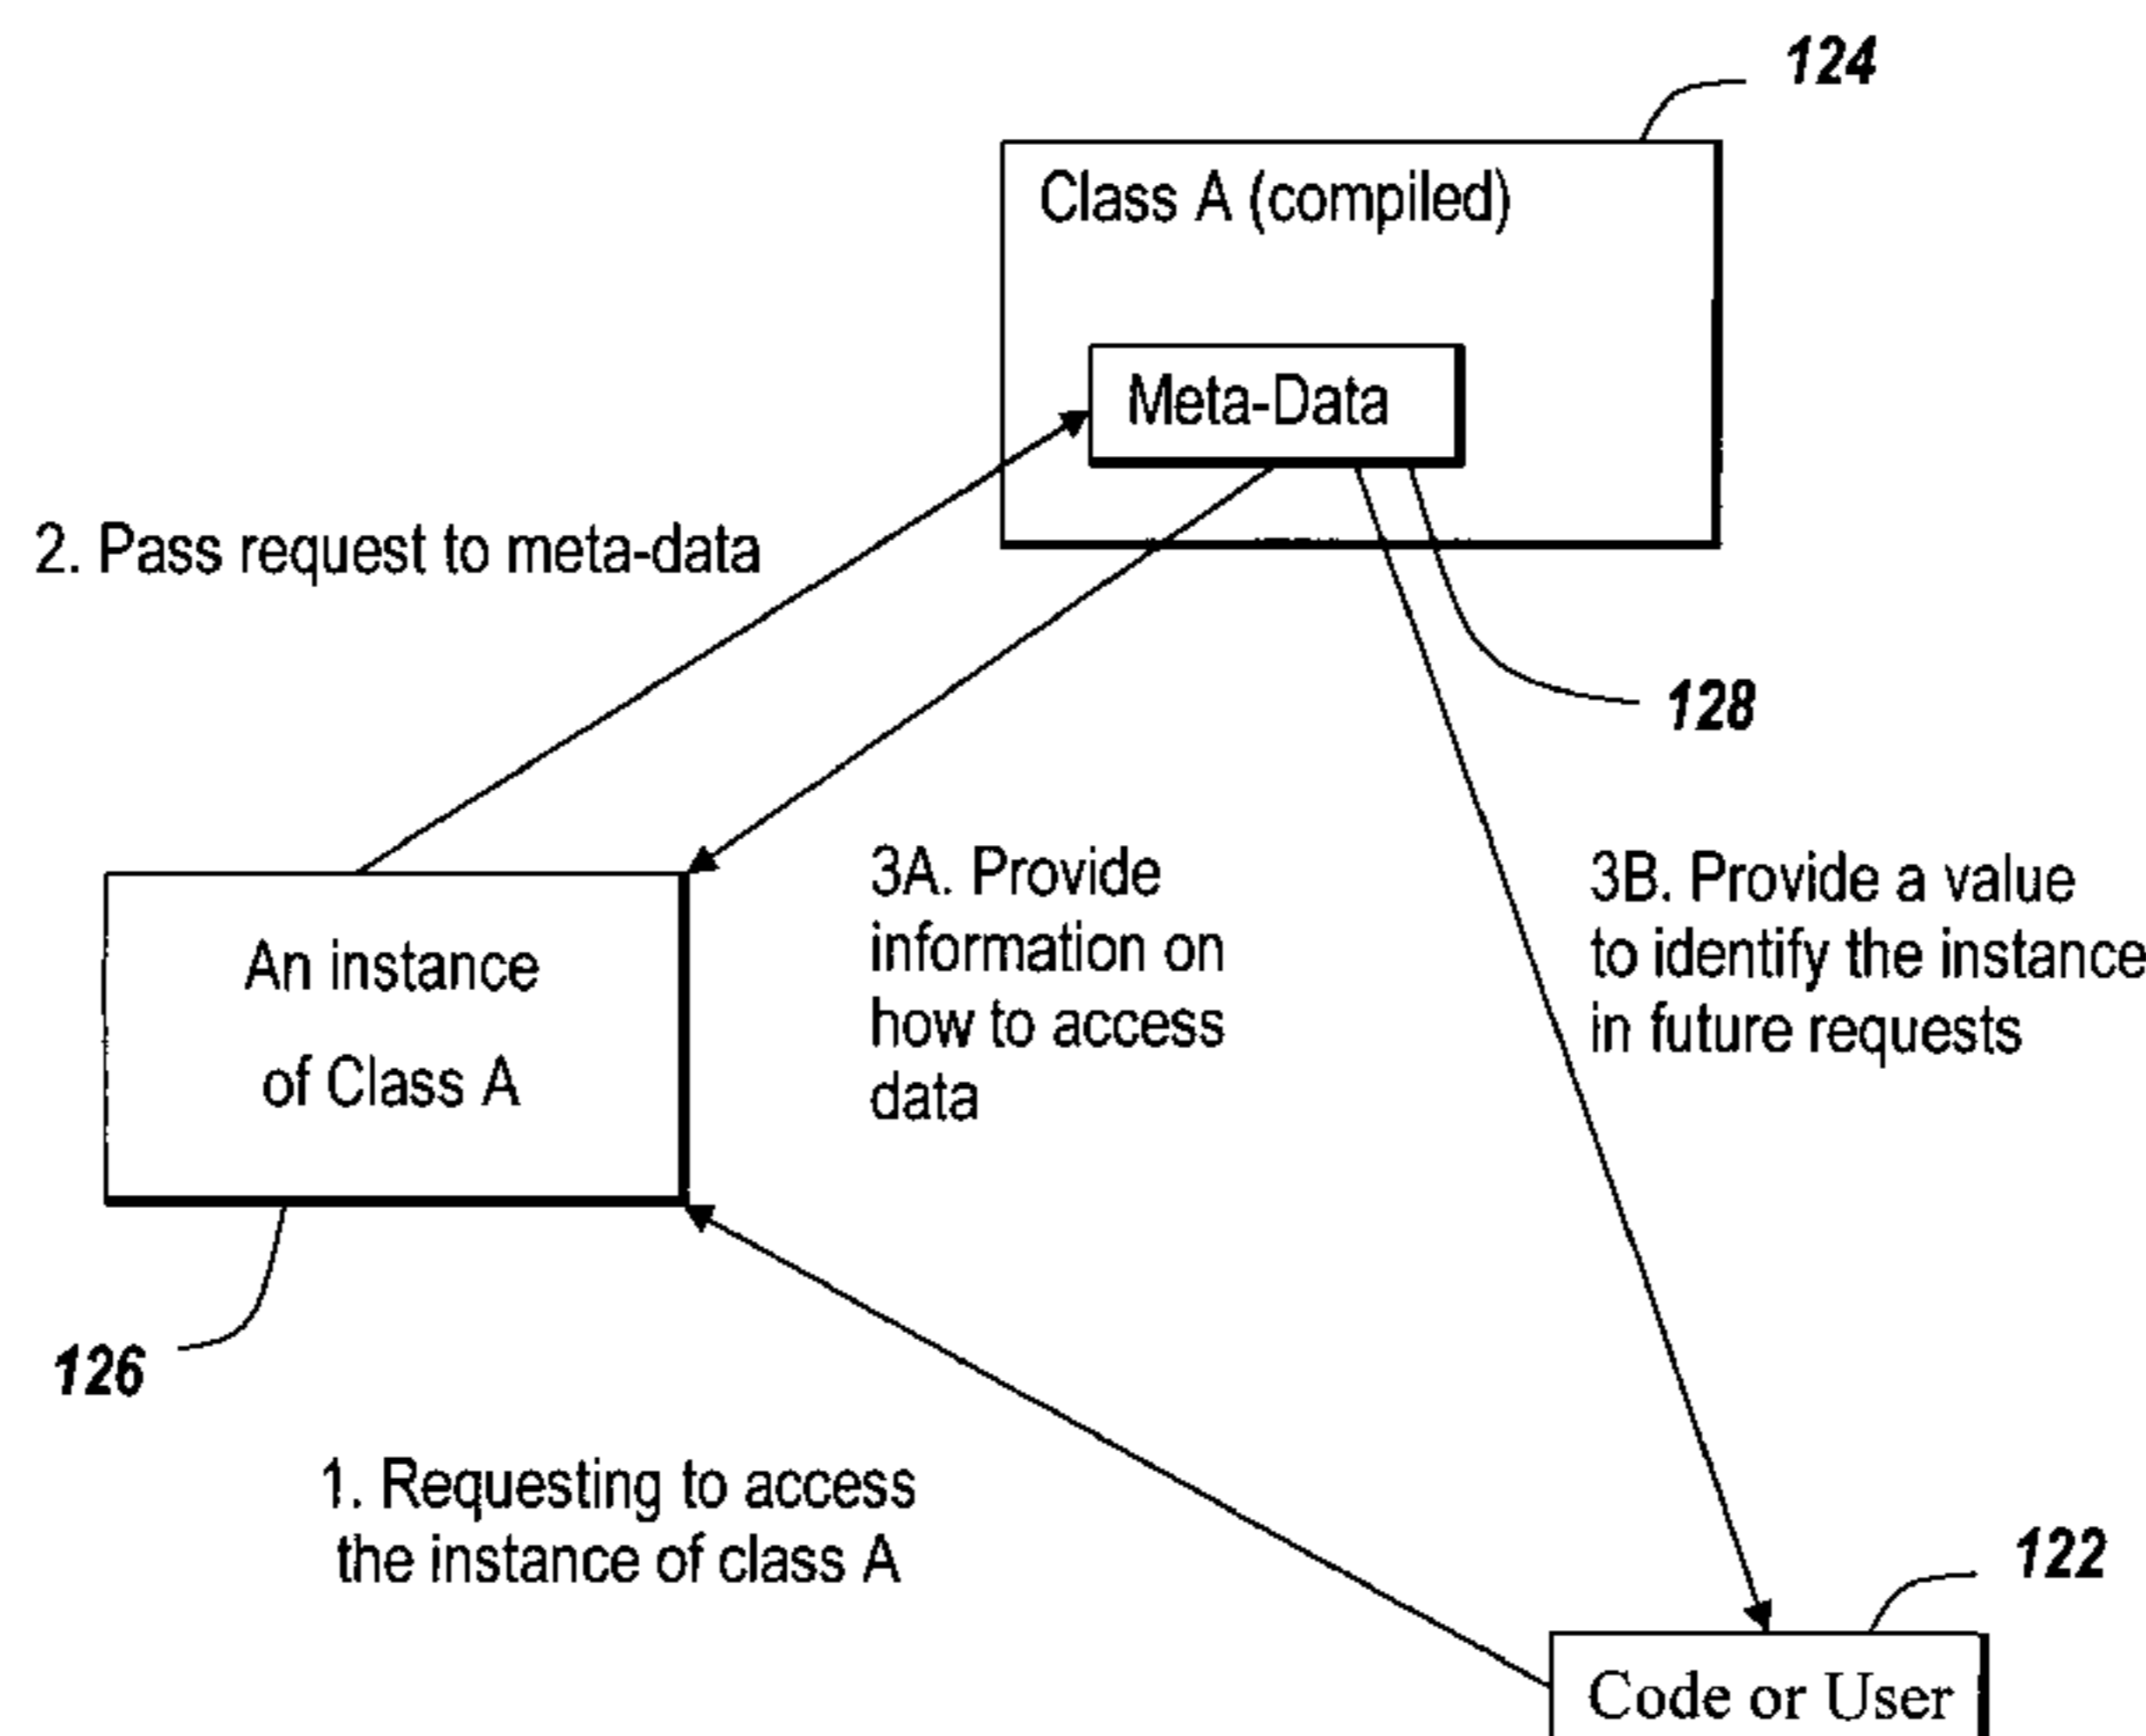 124
Class A (compiled)
Meta-Data
2. Pass request to meta-data
128
3A. Provide
information on
how to access
data
3B. Provide a value
to identify the instance
in future requests
An instance
of Class A
126
1. Requesting to access
the instance of class A
122
Code or User